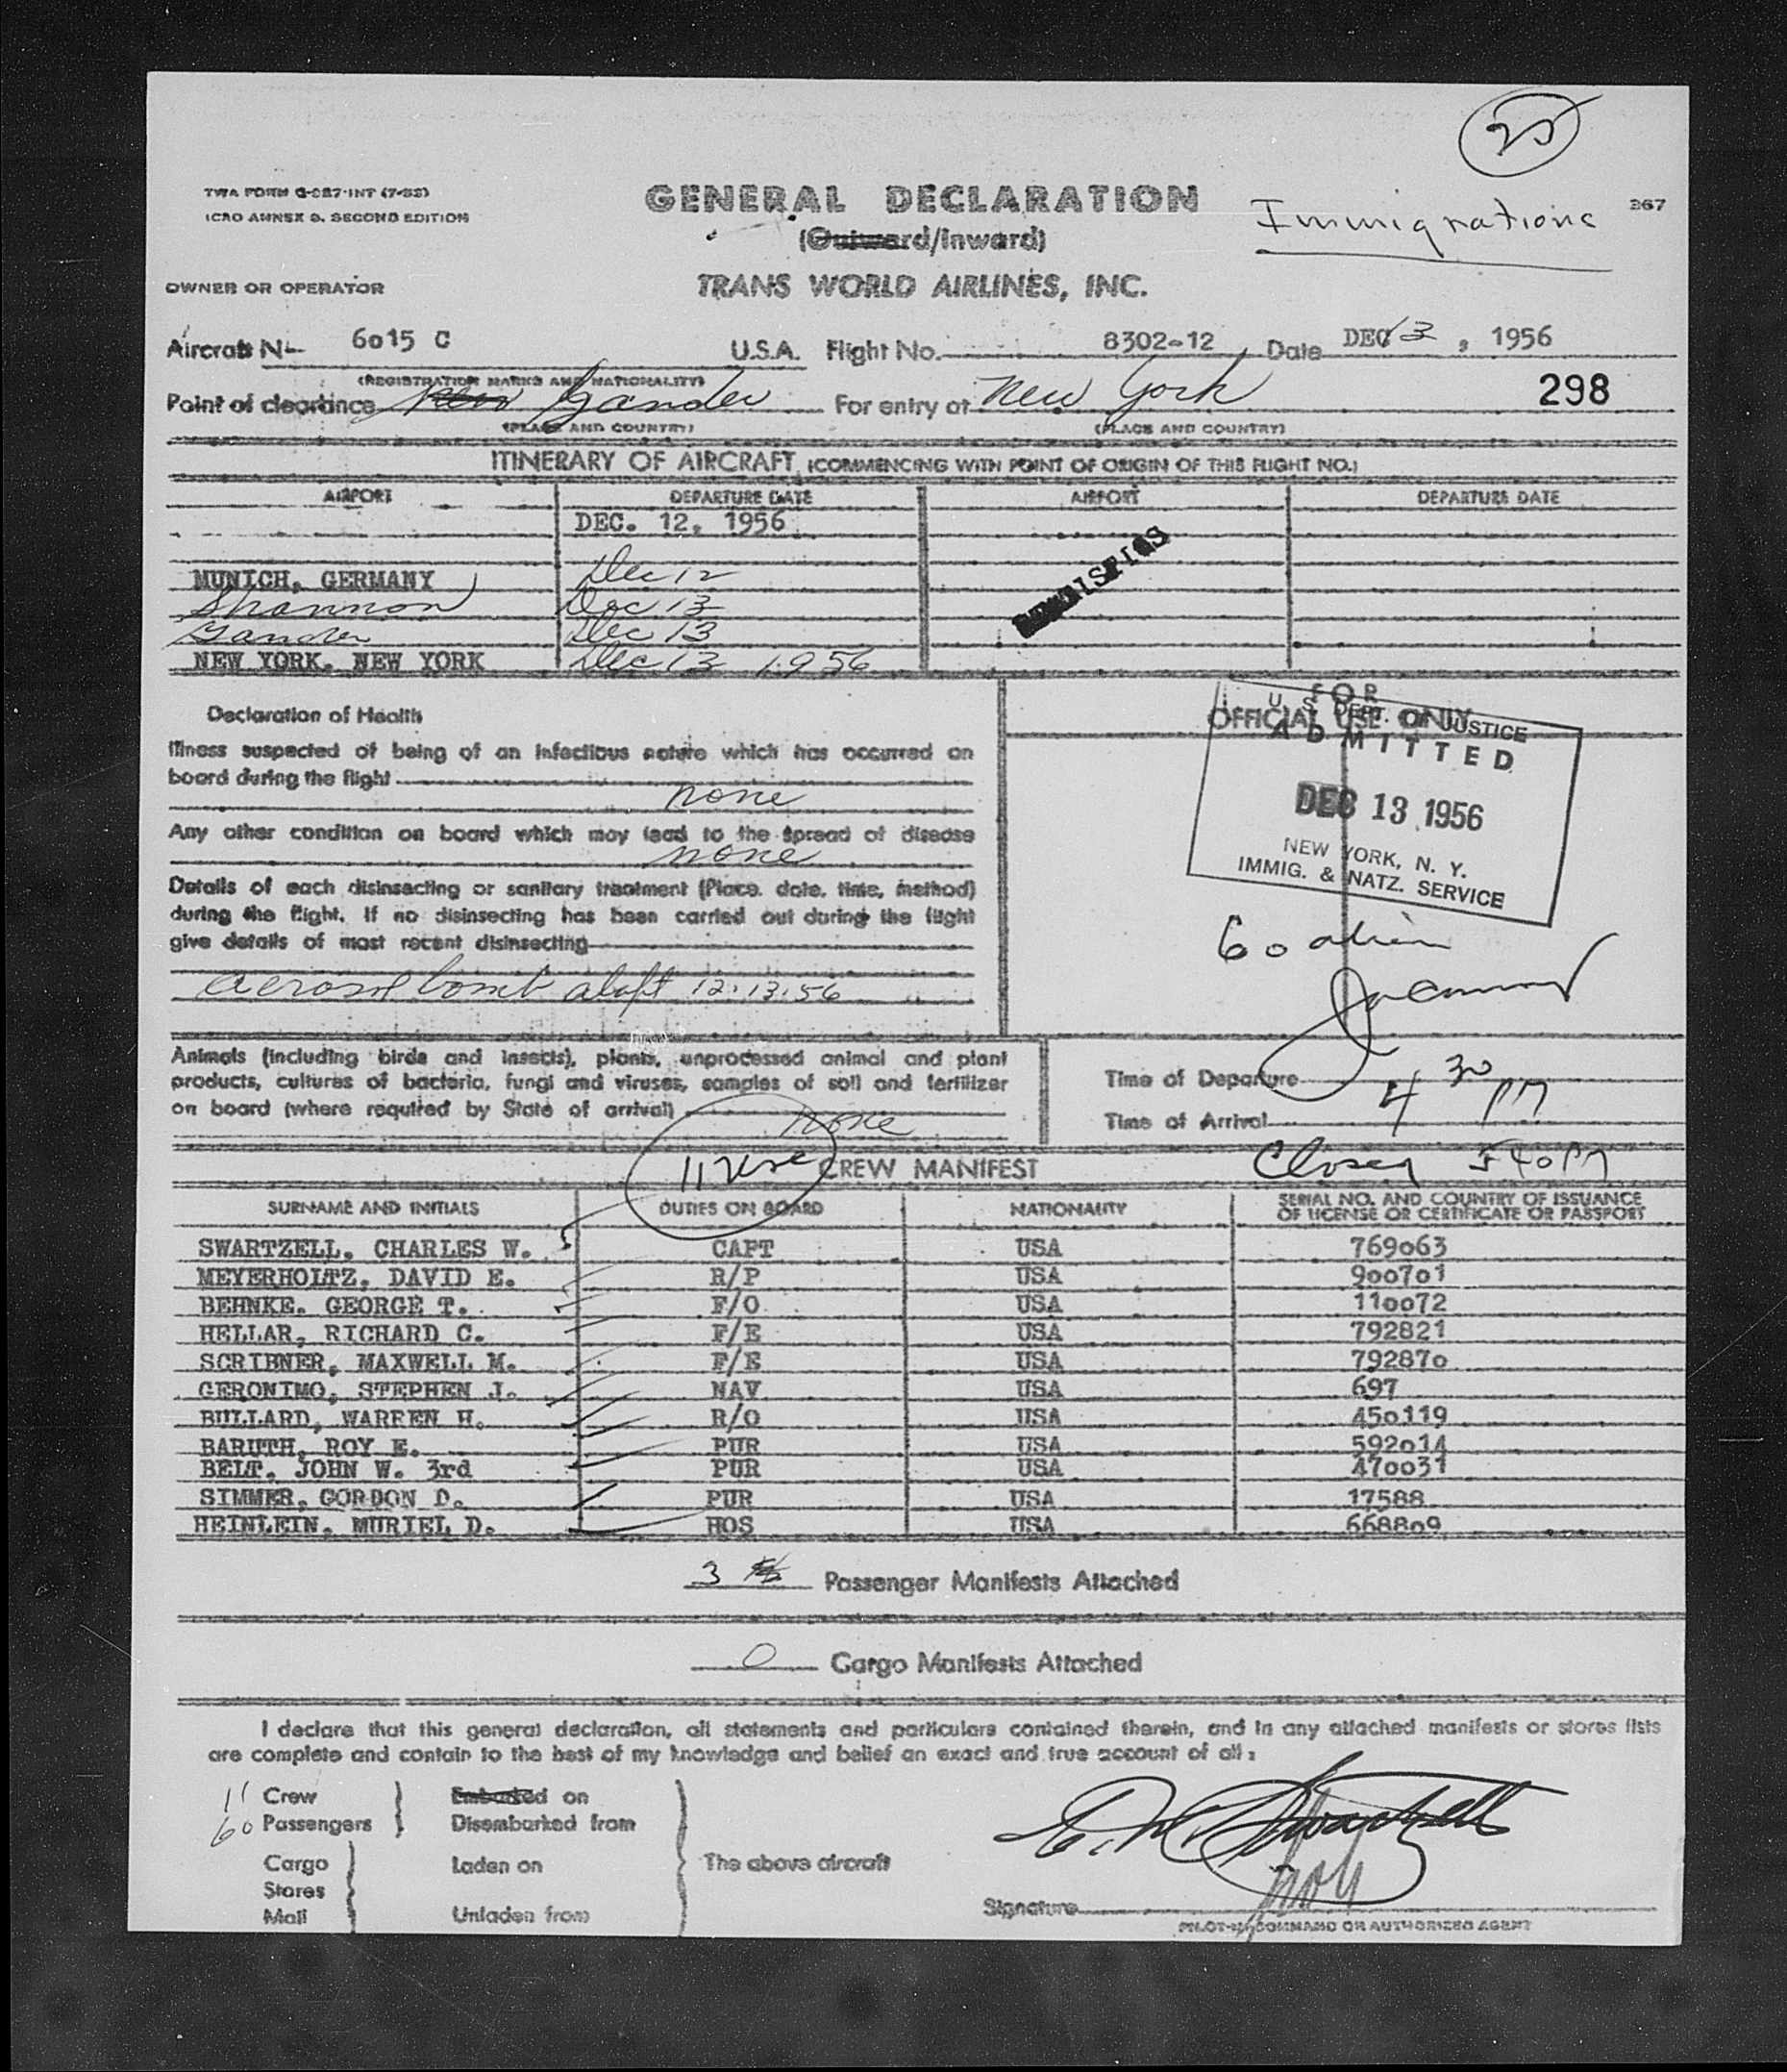 25
TWA FORM G-287-INT (7-53)
ICAO ANNEX 9, SECOND EDITION
GENERAL DECLARATION
(Outward/Inward)
Immigrations
267
OWNER OR OPERATOR
TRANS WORLD AIRLINES, INC.
Aircraft N- 6015 C U.S.A. Flight No. 8302-12 Date DEC 13, 1956
(REGISTRATION MARKS AND NATIONALITY)
Point of clearance Gander For entry at New York 298
(PLACE AND COUNTRY) (PLACE AND COUNTRY)
ITINERARY OF AIRCRAFT (COMMENCING WITH POINT OF ORIGIN OF THIS FLIGHT NO.)
AIRPORT DEPARTURE DATE AIRPORT DEPARTURE DATE
DEC. 12, 1956
MUNICH, GERMANY Dec 12
Shannon Dec 13
Gander Dec 13
NEW YORK, NEW YORK Dec 13 1956
Declaration of Health
Illness suspected of being of an infectious nature which has occurred on
board during the flight
none
Any other condition on board which may lead to the spread of disease
none
Details of each disinsecting or sanitary treatment (Place, date, time, method)
during the flight. If no disinsecting has been carried out during the flight
give details of most recent disinsecting
aerosol bomb aloft 12.13.56
FOR
OFFICIAL USE ONLY
U. S. DEPT. OF JUSTICE
ADMITTED
DEC 13 1956
NEW YORK, N. Y.
IMMIG. & NATZ. SERVICE
60 alien
Animals (including birds and insects), plants, unprocessed animal and plant
products, cultures of bacteria, fungi and viruses, samples of soil and fertilizer
on board (where required by State of arrival)
none
Time of Departure
4 30 PM
Time of Arrival
Closed 540 PM
11 CREW MANIFEST
SURNAME AND INITIALS DUTIES ON BOARD NATIONALITY SERIAL NO. AND COUNTRY OF ISSUANCE
OF LICENSE OR CERTIFICATE OR PASSPORT
SWARTZELL, CHARLES W. CAPT USA 769063
MEYERHOLTZ, DAVID E. R/P USA 900701
BEHNKE. GEORGE T. F/O USA 110072
HELLAR, RICHARD C. F/E USA 792821
SCRIBNER, MAXWELL M. F/E USA 792870
GERONIMO, STEPHEN J. NAV USA 697
BULLARD, WARREN H. R/O USA 450119
BARUTH, ROY E. PUR USA 592014
BELT, JOHN W. 3rd PUR USA 470031
SIMMER, GORDON D. PUR USA 17588
HEINLEIN, MURIEL D. HOS USA 668809
3 Passenger Manifests Attached
0 Cargo Manifests Attached
I declare that this general declaration, all statements and particulars contained therein, and in any attached manifests or stores lists
are complete and contain to the best of my knowledge and belief an exact and true account of all:
11 Crew Embarked on
60 Passengers Disembarked from
Cargo Laden on The above aircraft
Stores
Mail Unladen from
C. W. Swartzell
Signature
PILOT-IN-COMMAND OR AUTHORIZED AGENT